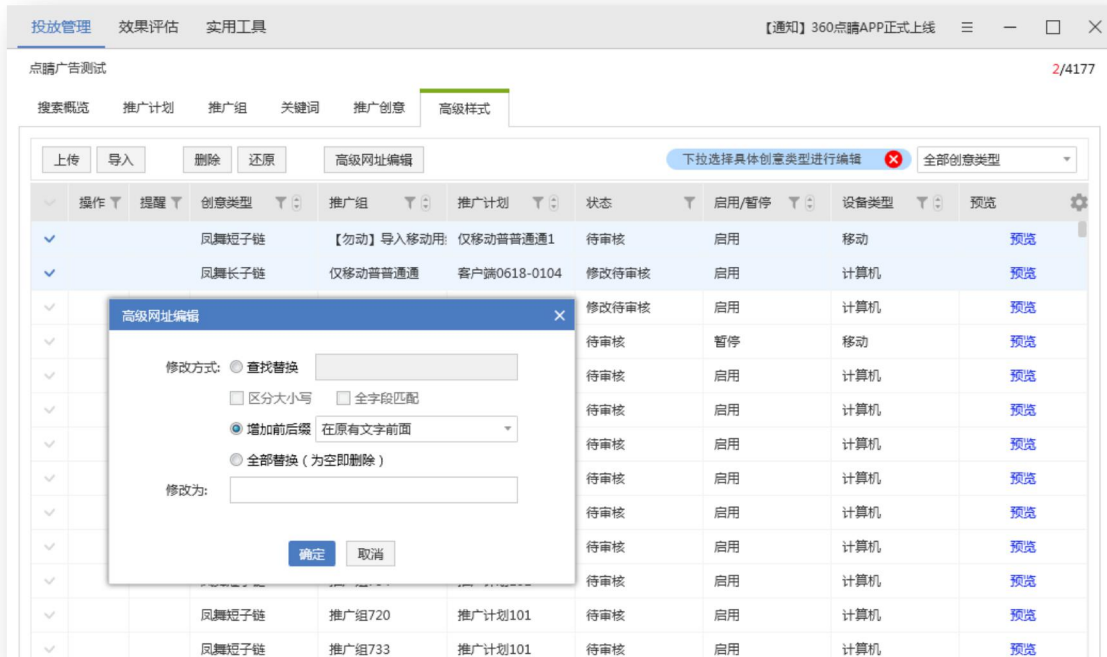 投放管理 效果评估 实用工具 【通知】360点睛APP正式上线
点睛广告测试 2/4177
搜索概览 推广计划 推广组 关键词 推广创意 高级样式
上传 导入 删除 还原 高级网址编辑 下拉选择具体创意类型进行编辑 全部创意类型
操作 提醒 创意类型 推广组 推广计划 状态 启用/暂停 设备类型 预览
凤舞短子链 【勿动】导入移动用 仅移动普普通通1 待审核 启用 移动 预览
凤舞长子链 仅移动普普通通 客户端0618-0104 修改待审核 启用 计算机 预览
修改待审核 启用 计算机 预览
待审核 暂停 移动 预览
待审核 启用 计算机 预览
待审核 启用 计算机 预览
待审核 启用 计算机 预览
待审核 启用 计算机 预览
待审核 启用 计算机 预览
待审核 启用 计算机 预览
待审核 启用 计算机 预览
凤舞短子链 推广组720 推广计划101 待审核 启用 计算机 预览
凤舞短子链 推广组733 推广计划101 待审核 启用 计算机 预览
高级网址编辑
修改方式: 查找替换
区分大小写 全字段匹配
增加前后缀 在原有文字前面
全部替换（为空即删除）
修改为:
确定 取消